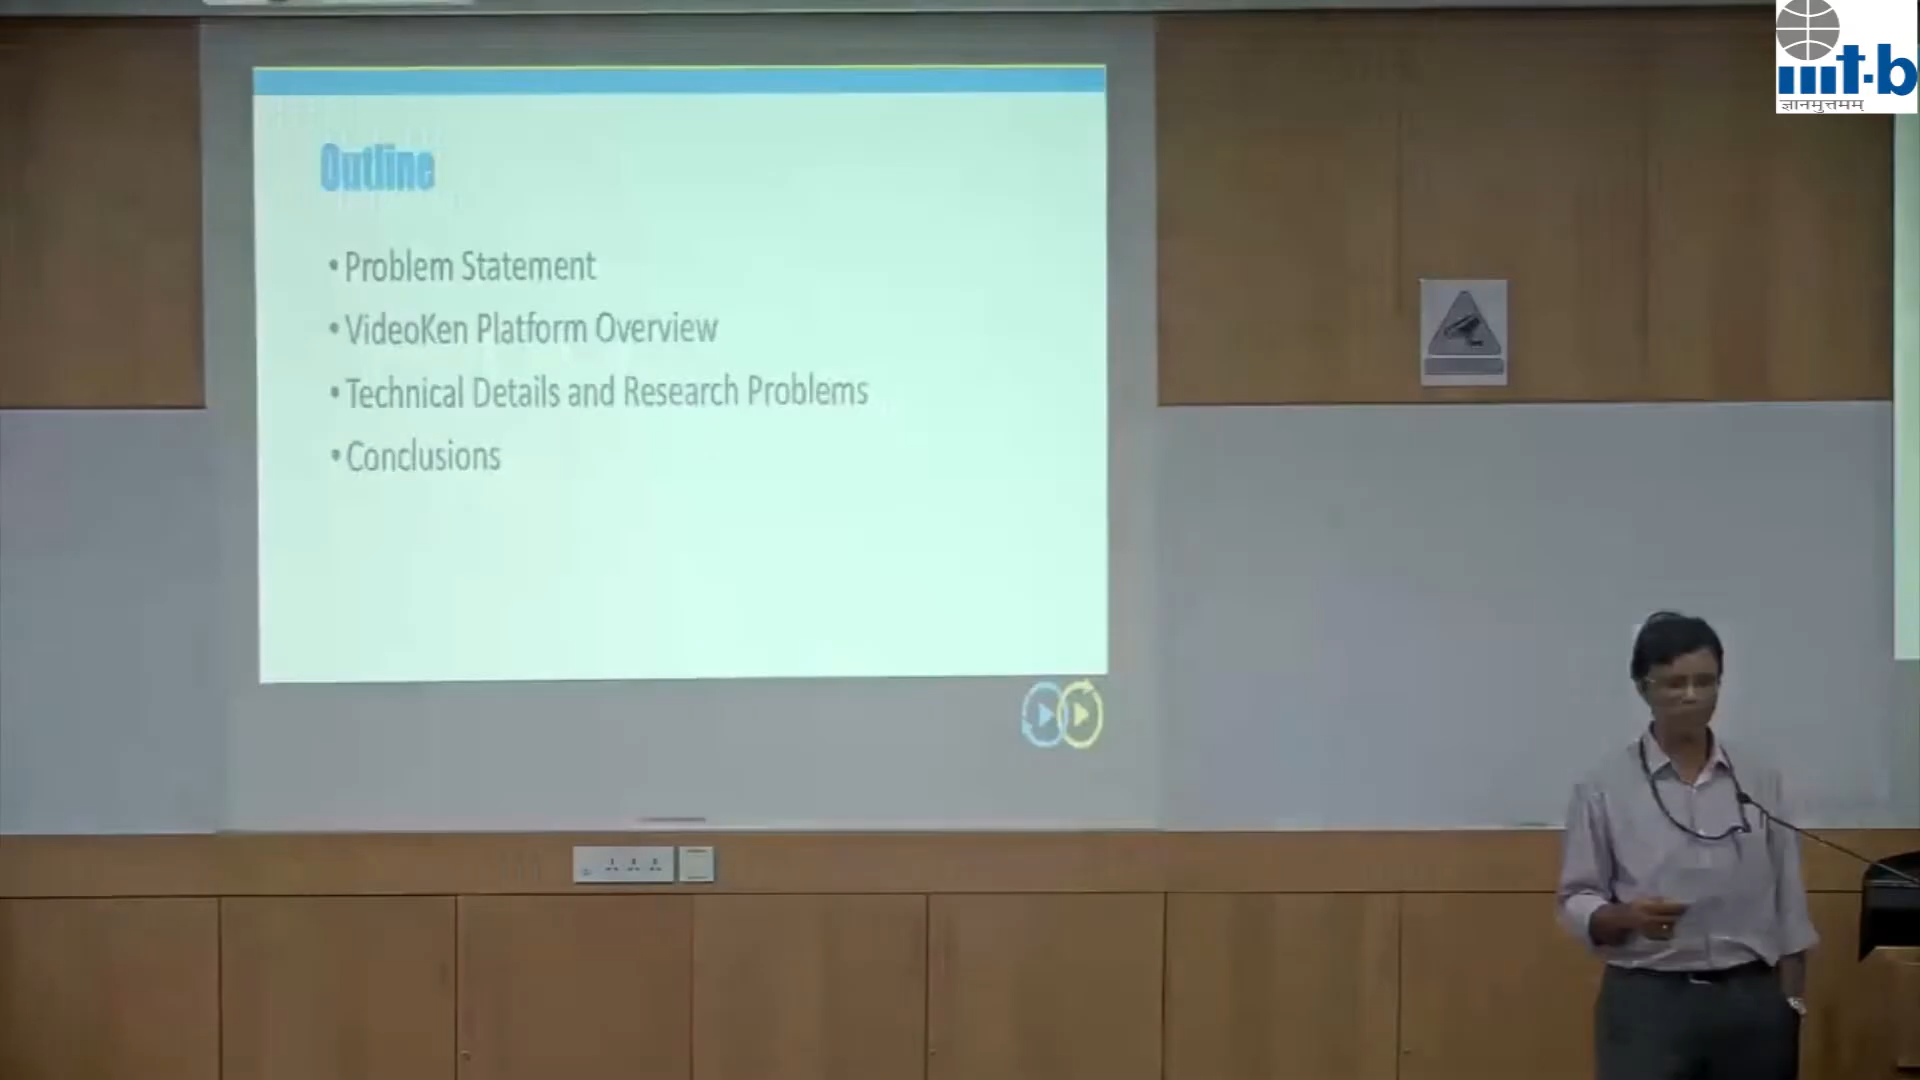 iiit-b
ज्ञानमुत्तमम्
Outline
• Problem Statement
• VideoKen Platform Overview
• Technical Details and Research Problems
• Conclusions